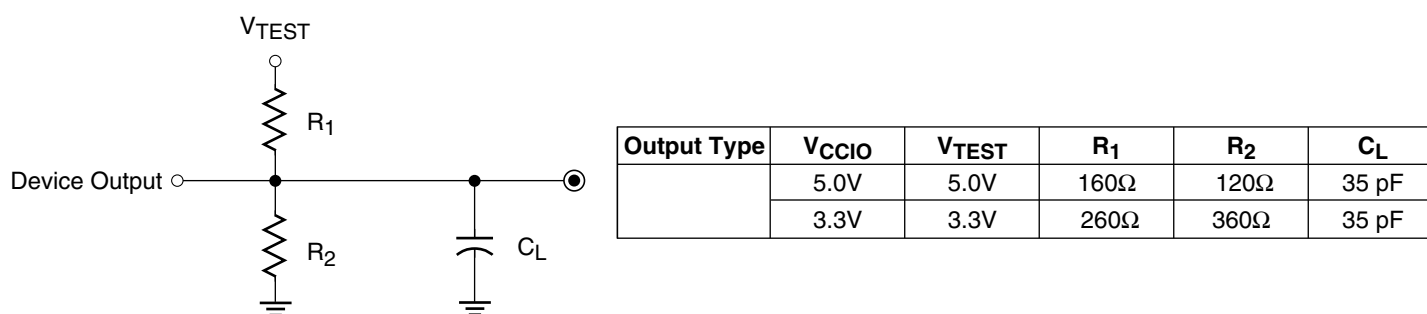 VTEST
R1
Device Output
R2
CL
Output Type VCCIO VTEST R1 R2 CL
5.0V 5.0V 160Ω 120Ω 35 pF
3.3V 3.3V 260Ω 360Ω 35 pF